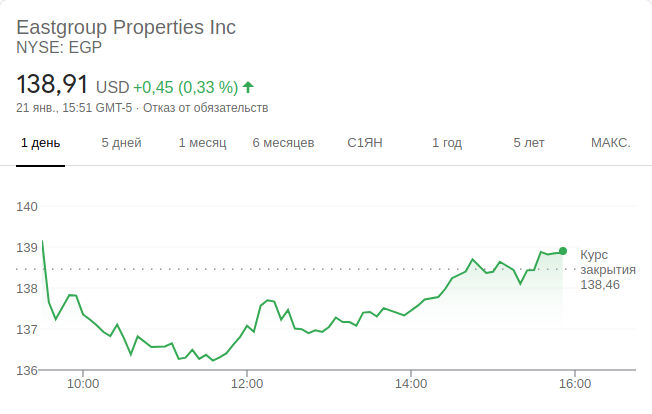 Eastgroup Properties Inc
NYSE: EGP
138,91 USD +0,45 (0,33 %)
21 янв., 15:51 GMT-5 · Отказ от обязательств
1 день 5 дней 1 месяц 6 месяцев С1ЯН 1 год 5 лет МАКС.
140
139
138
137
136
Курс
закрытия
138,46
10:00 12:00 14:00 16:00